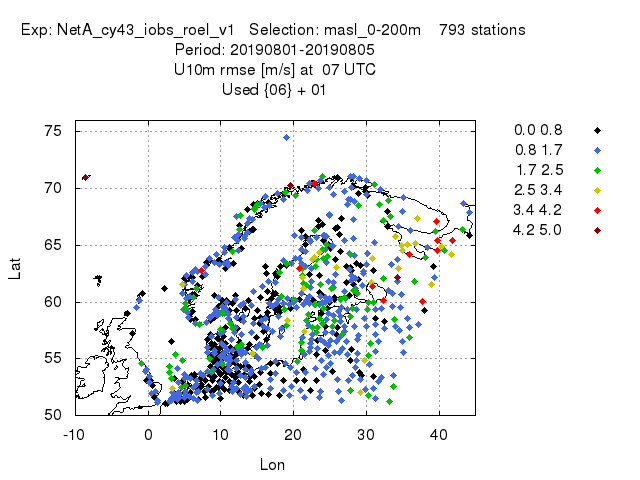 Exp: NetA_cy43_iobs_roel_v1 Selection: masl_0-200m 793 stations
Period: 20190801-20190805
U10m rmse [m/s] at 07 UTC
Used {06} + 01
75
70
65
60
55
50
Lat
-10 0 10 20 30 40
Lon
0.0 0.8
0.8 1.7
1.7 2.5
2.5 3.4
3.4 4.2
4.2 5.0